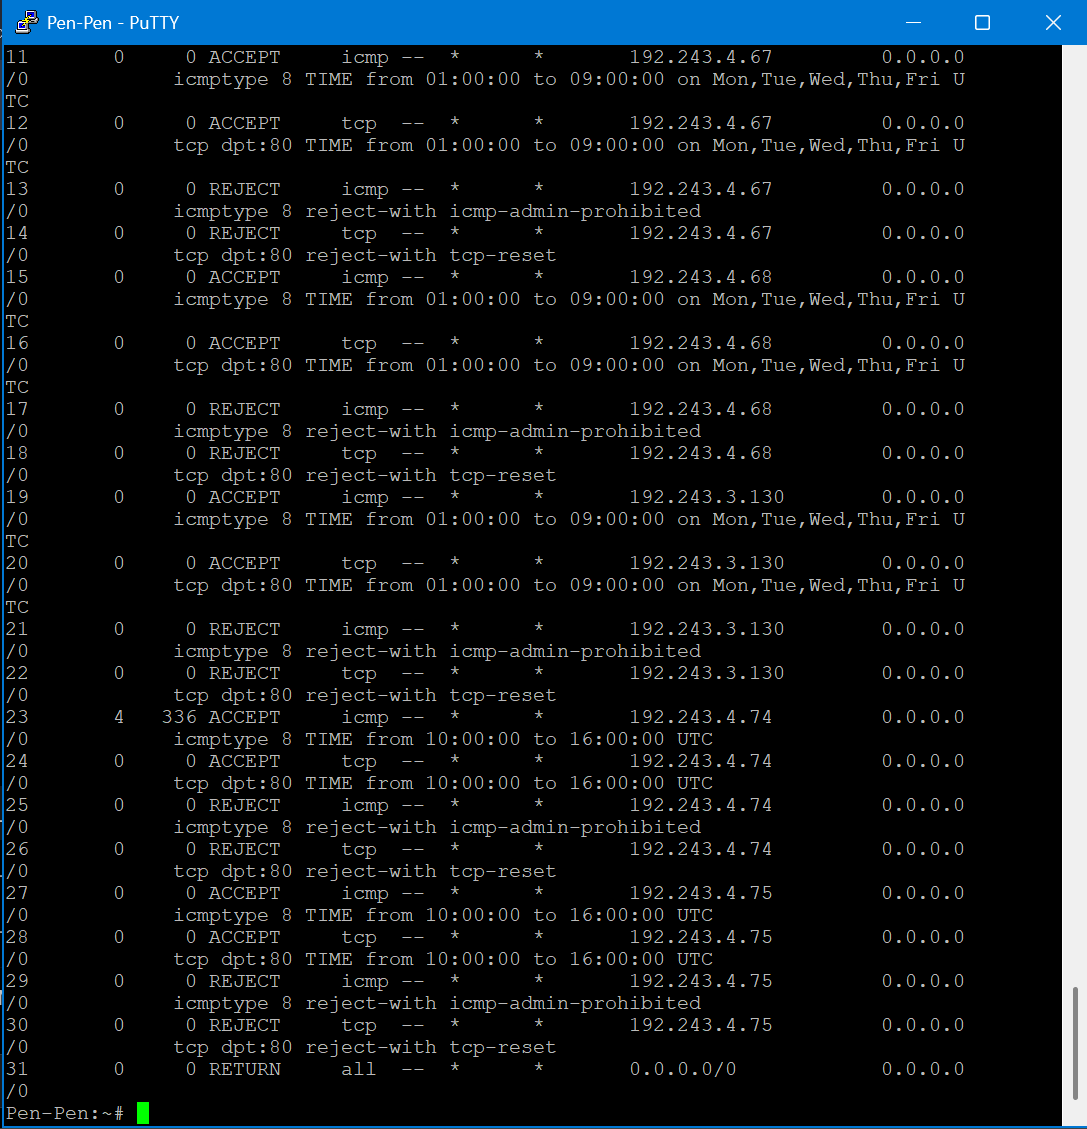 Pen-Pen - PuTTY
11 0 0 ACCEPT icmp -- * * 192.243.4.67 0.0.0.0
/0 icmptype 8 TIME from 01:00:00 to 09:00:00 on Mon,Tue,Wed,Thu,Fri U
TC
12 0 0 ACCEPT tcp -- * * 192.243.4.67 0.0.0.0
/0 tcp dpt:80 TIME from 01:00:00 to 09:00:00 on Mon,Tue,Wed,Thu,Fri U
TC
13 0 0 REJECT icmp -- * * 192.243.4.67 0.0.0.0
/0 icmptype 8 reject-with icmp-admin-prohibited
14 0 0 REJECT tcp -- * * 192.243.4.67 0.0.0.0
/0 tcp dpt:80 reject-with tcp-reset
15 0 0 ACCEPT icmp -- * * 192.243.4.68 0.0.0.0
/0 icmptype 8 TIME from 01:00:00 to 09:00:00 on Mon,Tue,Wed,Thu,Fri U
TC
16 0 0 ACCEPT tcp -- * * 192.243.4.68 0.0.0.0
/0 tcp dpt:80 TIME from 01:00:00 to 09:00:00 on Mon,Tue,Wed,Thu,Fri U
TC
17 0 0 REJECT icmp -- * * 192.243.4.68 0.0.0.0
/0 icmptype 8 reject-with icmp-admin-prohibited
18 0 0 REJECT tcp -- * * 192.243.4.68 0.0.0.0
/0 tcp dpt:80 reject-with tcp-reset
19 0 0 ACCEPT icmp -- * * 192.243.3.130 0.0.0.0
/0 icmptype 8 TIME from 01:00:00 to 09:00:00 on Mon,Tue,Wed,Thu,Fri U
TC
20 0 0 ACCEPT tcp -- * * 192.243.3.130 0.0.0.0
/0 tcp dpt:80 TIME from 01:00:00 to 09:00:00 on Mon,Tue,Wed,Thu,Fri U
TC
21 0 0 REJECT icmp -- * * 192.243.3.130 0.0.0.0
/0 icmptype 8 reject-with icmp-admin-prohibited
22 0 0 REJECT tcp -- * * 192.243.3.130 0.0.0.0
/0 tcp dpt:80 reject-with tcp-reset
23 4 336 ACCEPT icmp -- * * 192.243.4.74 0.0.0.0
/0 icmptype 8 TIME from 10:00:00 to 16:00:00 UTC
24 0 0 ACCEPT tcp -- * * 192.243.4.74 0.0.0.0
/0 tcp dpt:80 TIME from 10:00:00 to 16:00:00 UTC
25 0 0 REJECT icmp -- * * 192.243.4.74 0.0.0.0
/0 icmptype 8 reject-with icmp-admin-prohibited
26 0 0 REJECT tcp -- * * 192.243.4.74 0.0.0.0
/0 tcp dpt:80 reject-with tcp-reset
27 0 0 ACCEPT icmp -- * * 192.243.4.75 0.0.0.0
/0 icmptype 8 TIME from 10:00:00 to 16:00:00 UTC
28 0 0 ACCEPT tcp -- * * 192.243.4.75 0.0.0.0
/0 tcp dpt:80 TIME from 10:00:00 to 16:00:00 UTC
29 0 0 REJECT icmp -- * * 192.243.4.75 0.0.0.0
/0 icmptype 8 reject-with icmp-admin-prohibited
30 0 0 REJECT tcp -- * * 192.243.4.75 0.0.0.0
/0 tcp dpt:80 reject-with tcp-reset
31 0 0 RETURN all -- * * 0.0.0.0/0 0.0.0.0
/0
Pen-Pen:~#